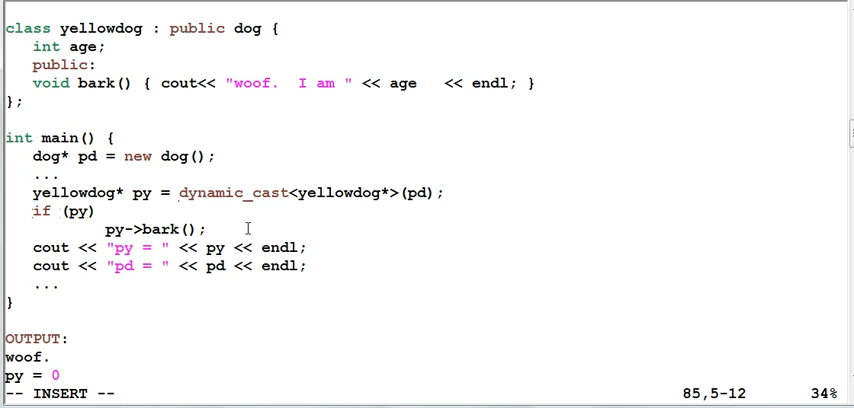 class yellowdog : public dog {
int age;
public:
void bark() { cout<< "woof.  I am " << age   << endl; }
};
int main() {
dog* pd = new dog();
...
yellowdog* py = dynamic_cast<yellowdog*>(pd);
if (py)
py->bark();
cout << "py = " << py << endl;
cout << "pd = " << pd << endl;
...
}
OUTPUT:
woof.
py = 0
-- INSERT -- 85,5-12 34%